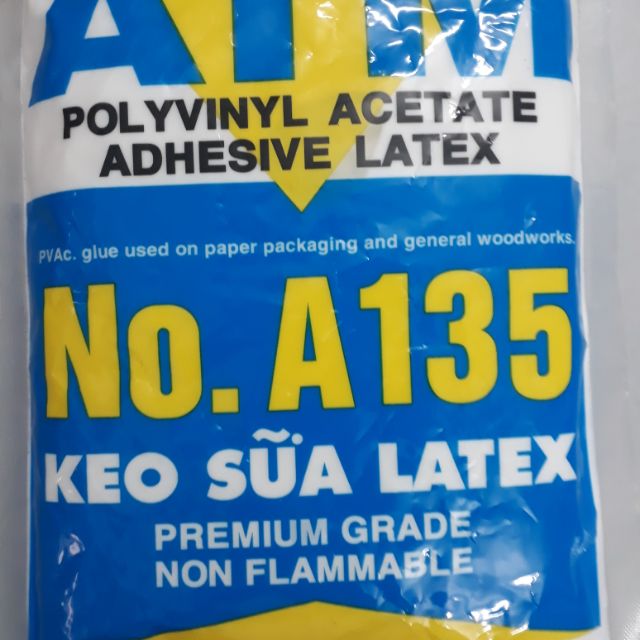 ATM
POLYVINYL ACETATE
ADHESIVE LATEX
PVAc. glue used on paper packaging and general woodworks.
No. A135
KEO SỮA LATEX
PREMIUM GRADE
NON FLAMMABLE